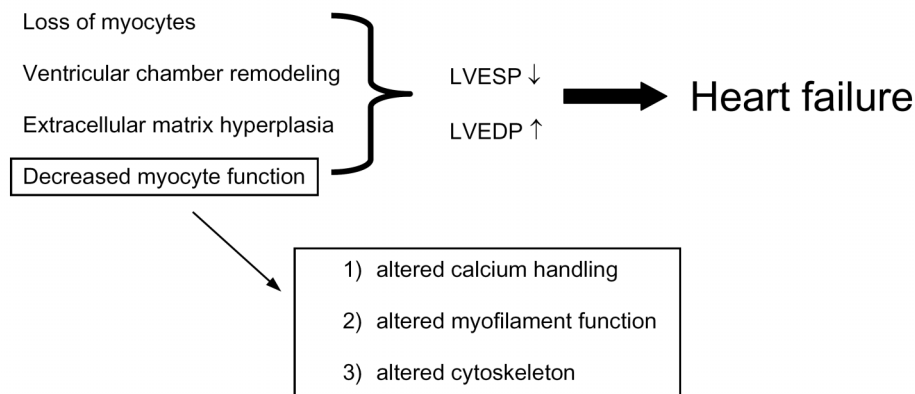 Loss of myocytes
Ventricular chamber remodeling
Extracellular matrix hyperplasia
Decreased myocyte function
LVESP ↓
LVEDP ↑
Heart failure
1) altered calcium handling
2) altered myofilament function
3) altered cytoskeleton